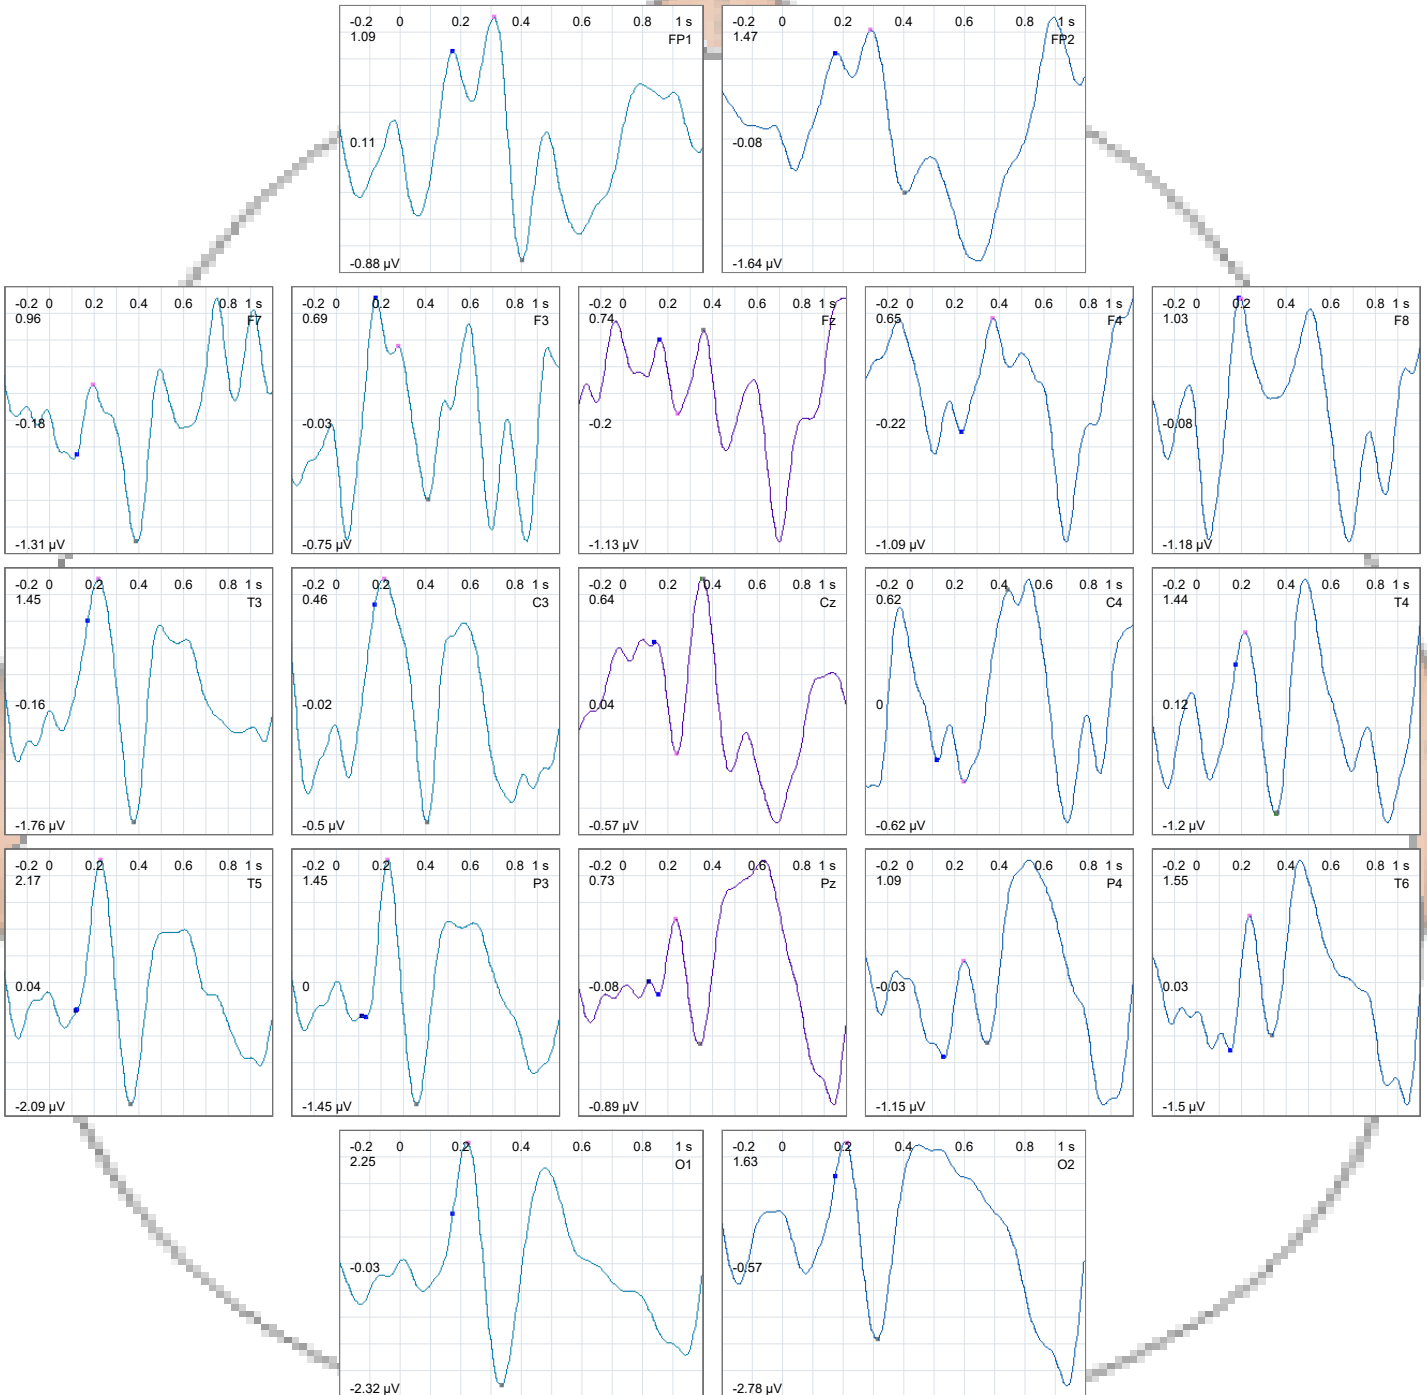 -0.2 0 0.2 0.4 0.6 0.8 1 s
1.09 FP1
0.11
-0.88 µV
-0.2 0 0.2 0.4 0.6 0.8 1 s
1.47 FP2
-0.08
-1.64 µV
-0.2 0 0.2 0.4 0.6 0.8 1 s
0.96 F7
-0.18
-1.31 µV
-0.2 0 0.2 0.4 0.6 0.8 1 s
0.69 F3
-0.03
-0.75 µV
-0.2 0 0.2 0.4 0.6 0.8 1 s
0.74 Fz
-0.2
-1.13 µV
-0.2 0 0.2 0.4 0.6 0.8 1 s
0.65 F4
-0.22
-1.09 µV
-0.2 0 0.2 0.4 0.6 0.8 1 s
1.03 F8
-0.08
-1.18 µV
-0.2 0 0.2 0.4 0.6 0.8 1 s
1.45 T3
-0.16
-1.76 µV
-0.2 0 0.2 0.4 0.6 0.8 1 s
0.46 C3
-0.02
-0.5 µV
-0.2 0 0.2 0.4 0.6 0.8 1 s
0.64 Cz
0.04
-0.57 µV
-0.2 0 0.2 0.4 0.6 0.8 1 s
0.62 C4
0
-0.62 µV
-0.2 0 0.2 0.4 0.6 0.8 1 s
1.44 T4
0.12
-1.2 µV
-0.2 0 0.2 0.4 0.6 0.8 1 s
2.17 T5
0.04
-2.09 µV
-0.2 0 0.2 0.4 0.6 0.8 1 s
1.45 P3
0
-1.45 µV
-0.2 0 0.2 0.4 0.6 0.8 1 s
0.73 Pz
-0.08
-0.89 µV
-0.2 0 0.2 0.4 0.6 0.8 1 s
1.09 P4
-0.03
-1.15 µV
-0.2 0 0.2 0.4 0.6 0.8 1 s
1.55 T6
0.03
-1.5 µV
-0.2 0 0.2 0.4 0.6 0.8 1 s
2.25 O1
-0.03
-2.32 µV
-0.2 0 0.2 0.4 0.6 0.8 1 s
1.63 O2
-0.57
-2.78 µV